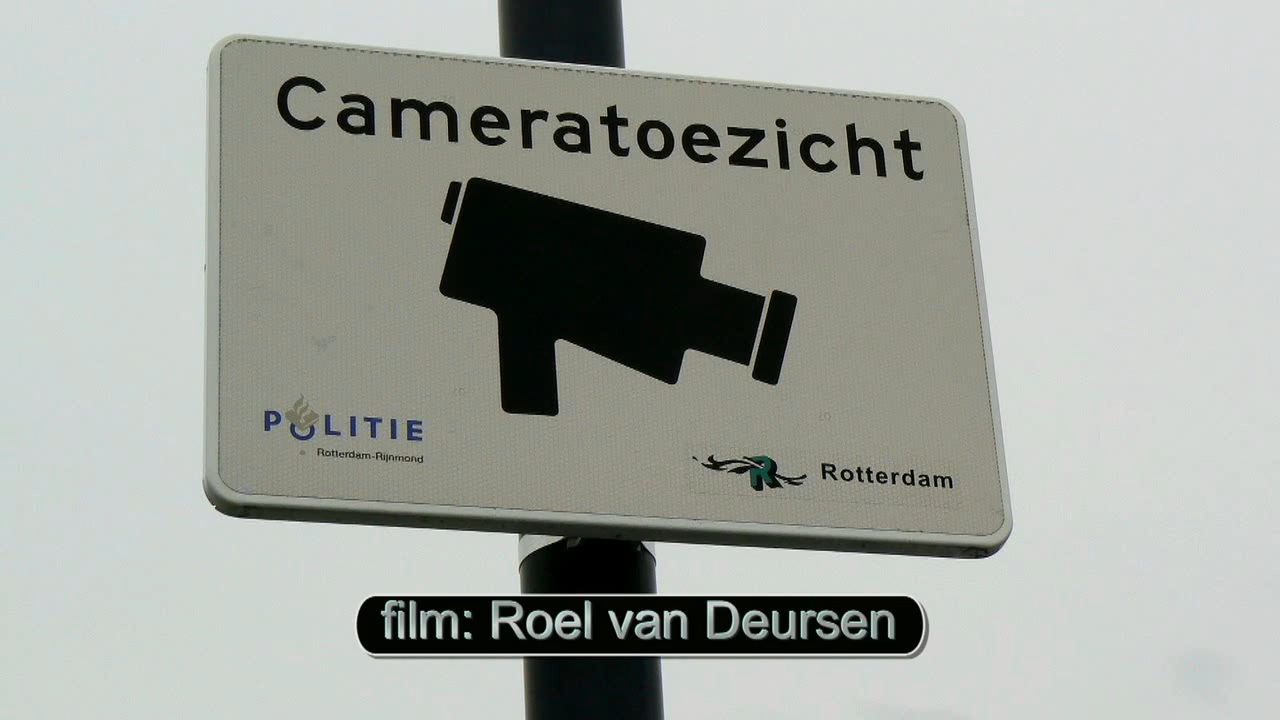 Cameratoezicht
POLITIE
Rotterdam-Rijnmond
R Rotterdam
film: Roel van Deursen